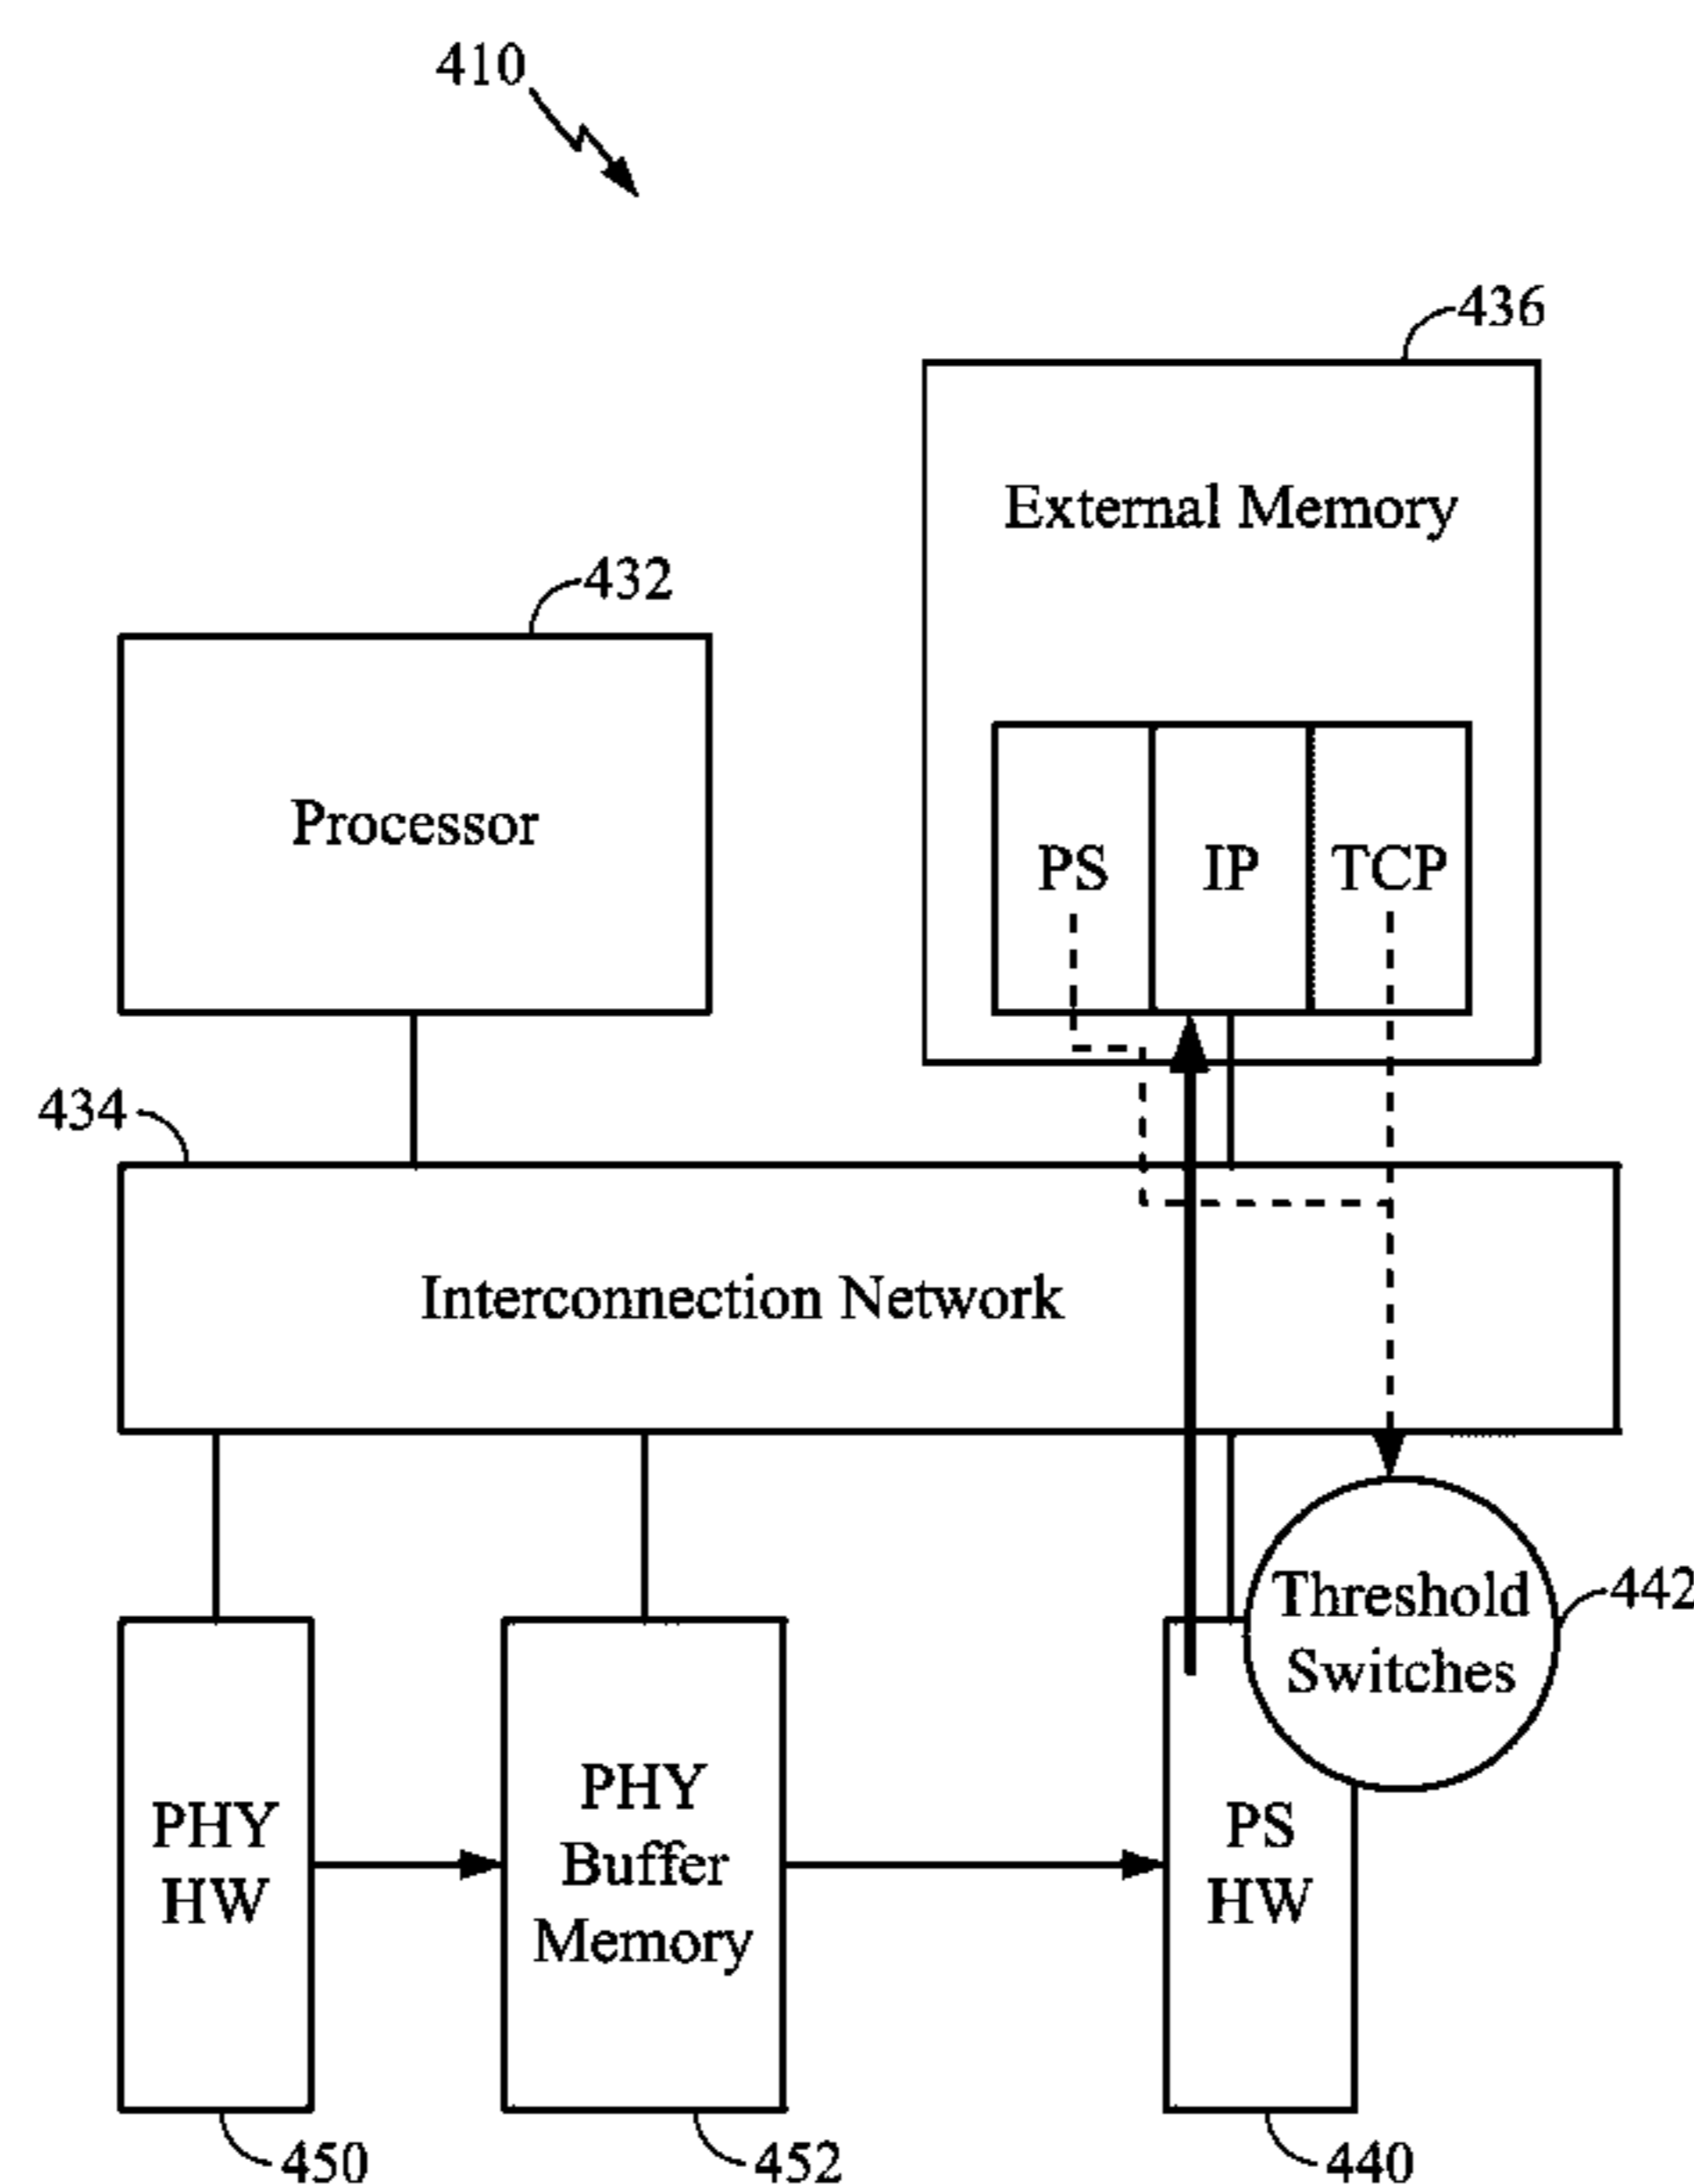 410
436
External Memory
432
Processor
PS
IP
TCP
434
Interconnection Network
Threshold
Switches
442
PHY
HW
PHY
Buffer
Memory
PS
HW
450
452
440